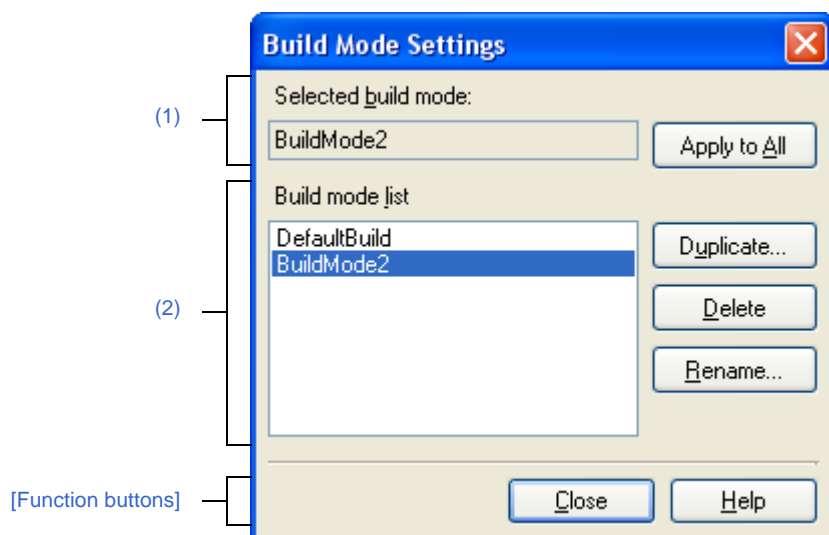 Build Mode Settings
(1)
Selected build mode:
BuildMode2
Apply to All
(2)
Build mode list
DefaultBuild
BuildMode2
Duplicate...
Delete
Rename...
[Function buttons]
Close
Help